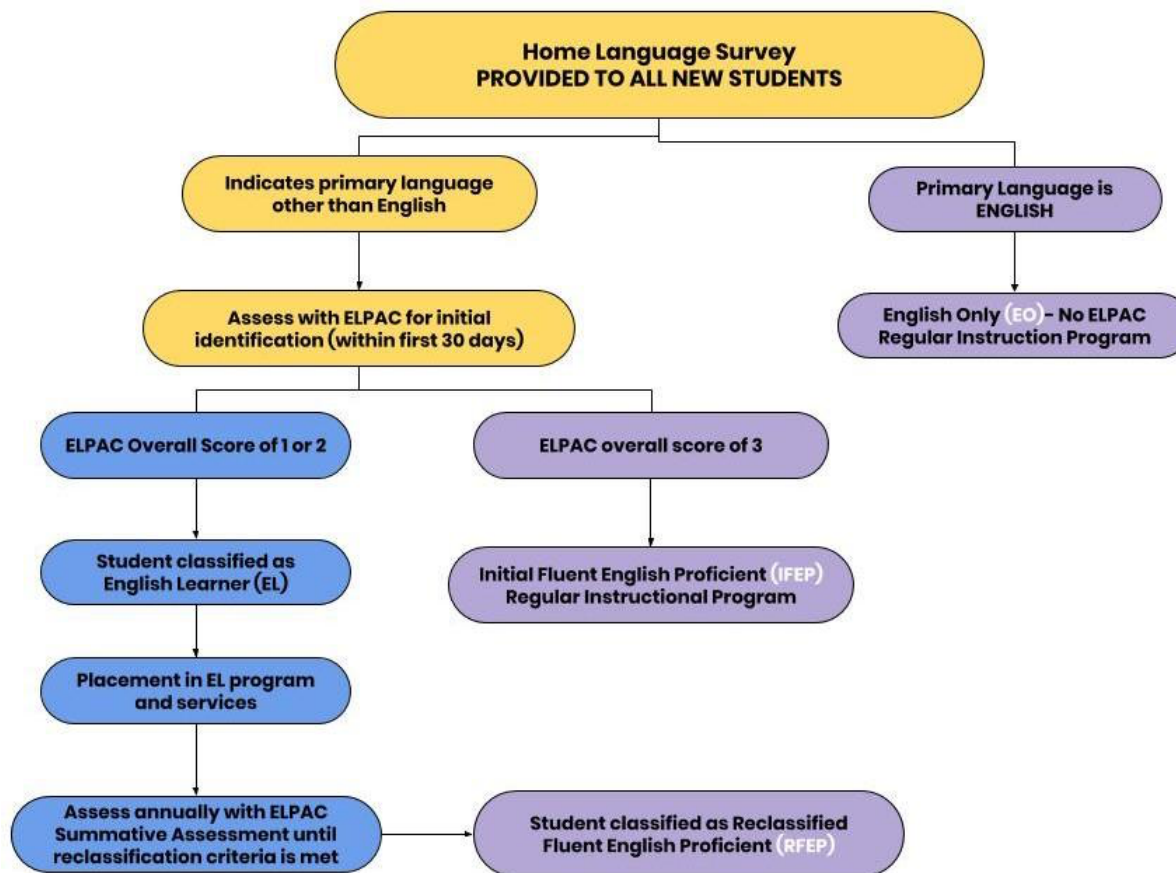 Home Language Survey
PROVIDED TO ALL NEW STUDENTS
Indicates primary language
other than English
Primary Language is
ENGLISH
Assess with ELPAC for initial
identification (within first 30 days)
English Only (EO)- No ELPAC
Regular Instruction Program
ELPAC Overall Score of 1 or 2
ELPAC overall score of 3
Student classified as
English Learner (EL)
Initial Fluent English Proficient (IFEP)
Regular Instructional Program
Placement in EL program
and services
Assess annually with ELPAC
Summative Assessment until
reclassification criteria is met
Student classified as Reclassified
Fluent English Proficient (RFEP)